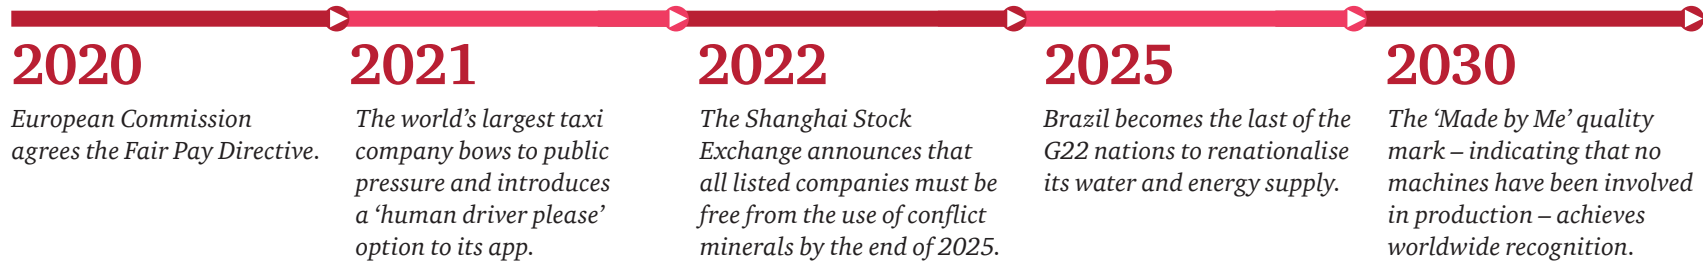 2020
European Commission
agrees the Fair Pay Directive.
2021
The world’s largest taxi
company bows to public
pressure and introduces
a ‘human driver please’
option to its app.
2022
The Shanghai Stock
Exchange announces that
all listed companies must be
free from the use of conflict
minerals by the end of 2025.
2025
Brazil becomes the last of the
G22 nations to renationalise
its water and energy supply.
2030
The ‘Made by Me’ quality
mark – indicating that no
machines have been involved
in production – achieves
worldwide recognition.